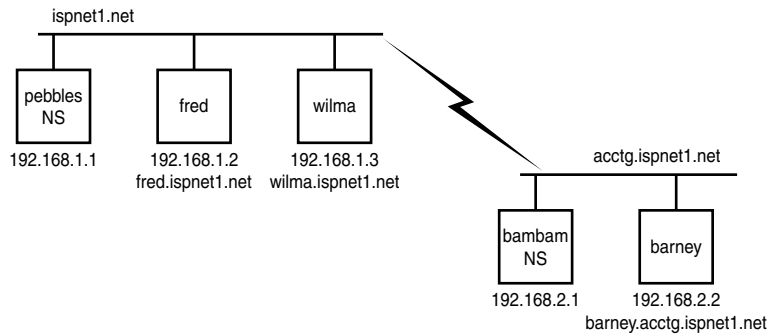 ispnet1.net
pebbles
NS
fred
wilma
192.168.1.1
192.168.1.2
192.168.1.3
fred.ispnet1.net
wilma.ispnet1.net
acctg.ispnet1.net
bambam
NS
barney
192.168.2.1
192.168.2.2
barney.acctg.ispnet1.net